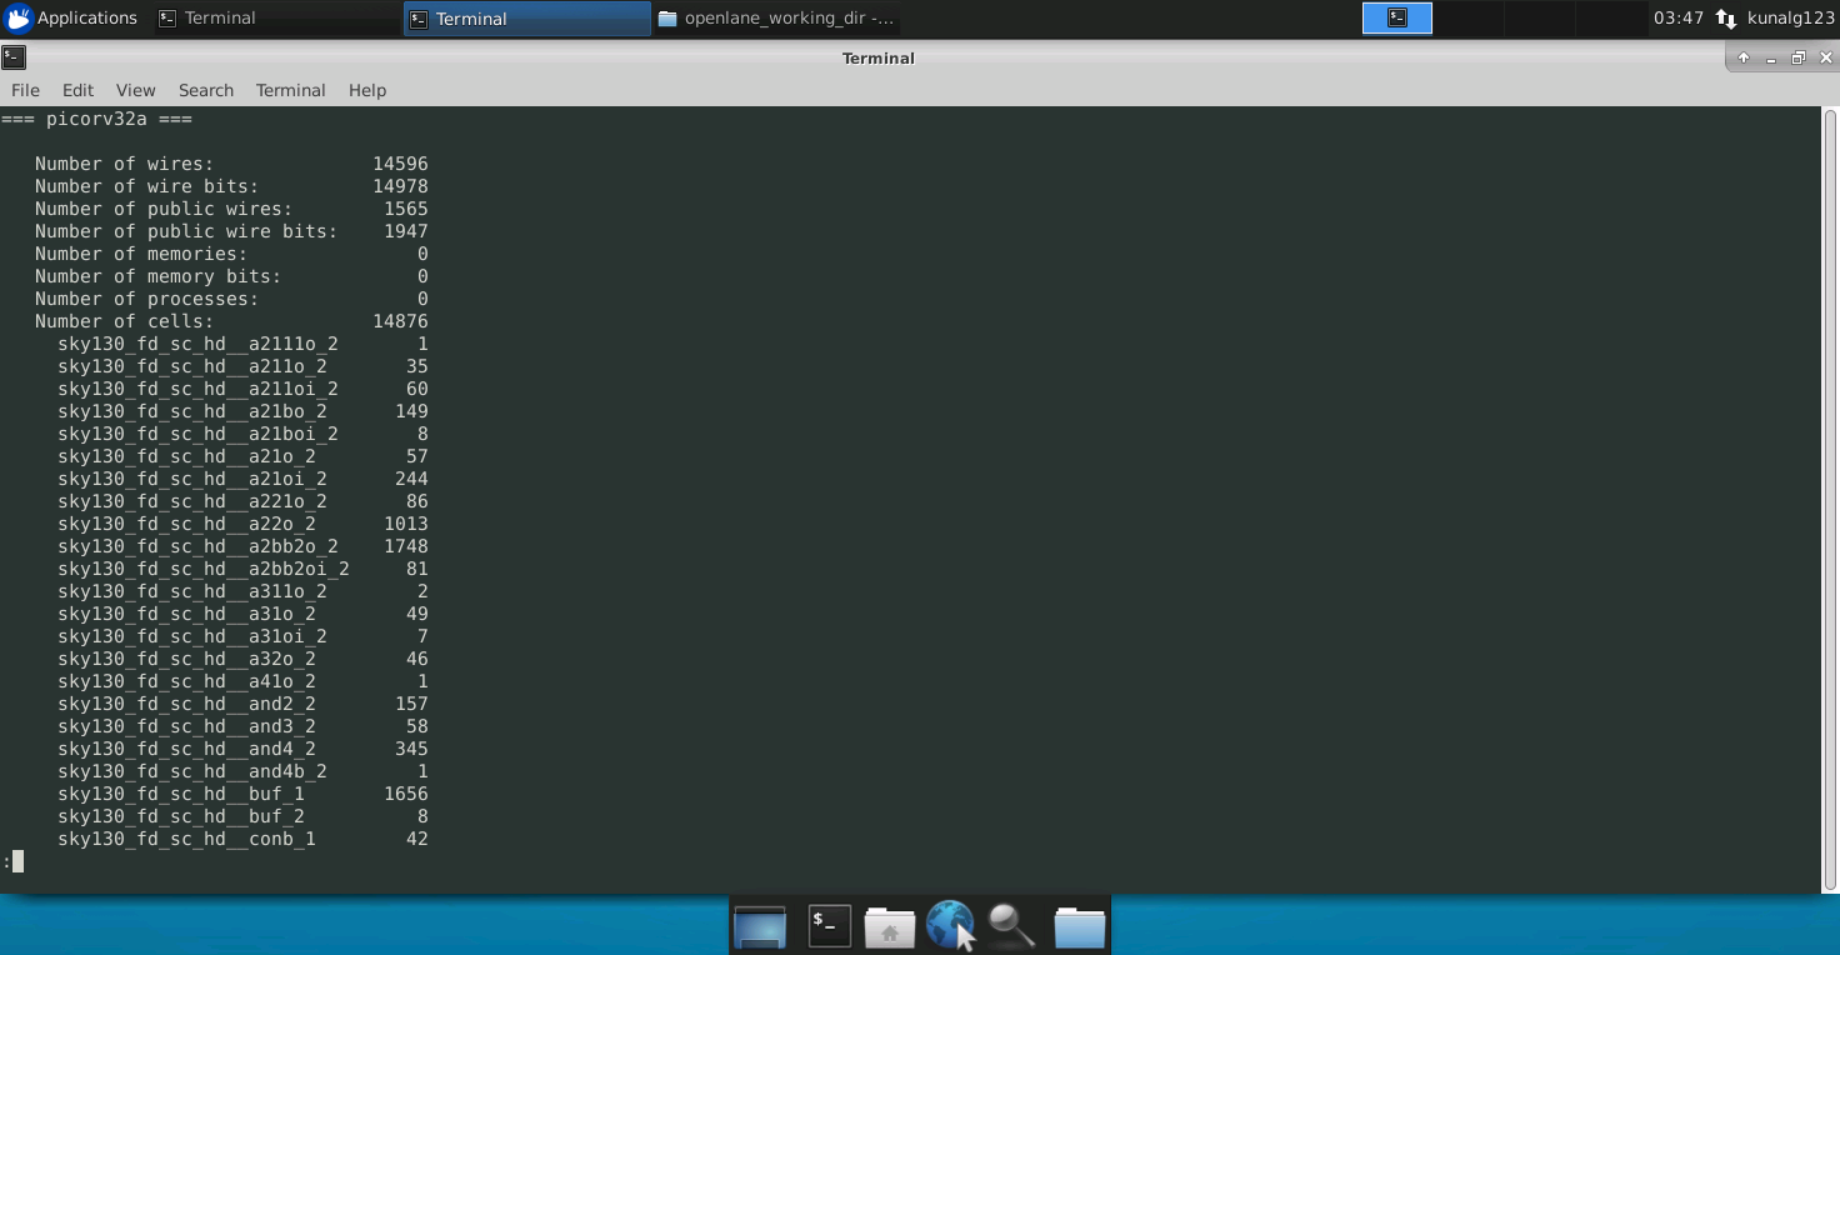 Applications Terminal Terminal openlane_working_dir -... 03:47 kunalg123
Terminal
File Edit View Search Terminal Help
=== picorv32a ===
Number of wires: 14596
Number of wire bits: 14978
Number of public wires: 1565
Number of public wire bits: 1947
Number of memories: 0
Number of memory bits: 0
Number of processes: 0
Number of cells: 14876
sky130_fd_sc_hd__a2111o_2 1
sky130_fd_sc_hd__a211o_2 35
sky130_fd_sc_hd__a211oi_2 60
sky130_fd_sc_hd__a21bo_2 149
sky130_fd_sc_hd__a21boi_2 8
sky130_fd_sc_hd__a21o_2 57
sky130_fd_sc_hd__a21oi_2 244
sky130_fd_sc_hd__a221o_2 86
sky130_fd_sc_hd__a22o_2 1013
sky130_fd_sc_hd__a2bb2o_2 1748
sky130_fd_sc_hd__a2bb2oi_2 81
sky130_fd_sc_hd__a311o_2 2
sky130_fd_sc_hd__a31o_2 49
sky130_fd_sc_hd__a31oi_2 7
sky130_fd_sc_hd__a32o_2 46
sky130_fd_sc_hd__a41o_2 1
sky130_fd_sc_hd__and2_2 157
sky130_fd_sc_hd__and3_2 58
sky130_fd_sc_hd__and4_2 345
sky130_fd_sc_hd__and4b_2 1
sky130_fd_sc_hd__buf_1 1656
sky130_fd_sc_hd__buf_2 8
sky130_fd_sc_hd__conb_1 42
:
$_